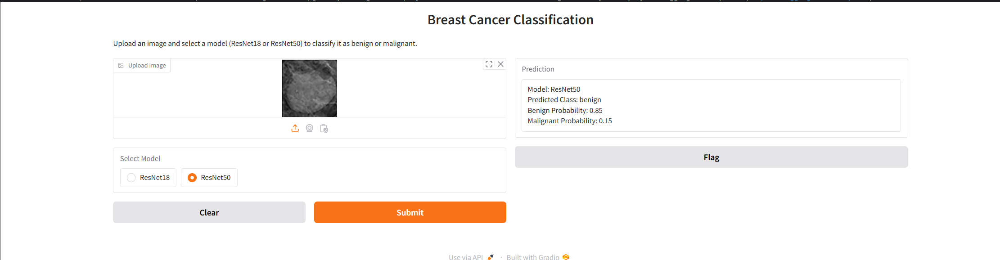 Breast Cancer Classification
Upload an image and select a model (ResNet18 or ResNet50) to classify it as benign or malignant.
Upload Image
Prediction
Model: ResNet50
Predicted Class: benign
Benign Probability: 0.85
Malignant Probability: 0.15
Select Model
ResNet18
ResNet50
Flag
Clear
Submit
Use via API
·
Built with Gradio